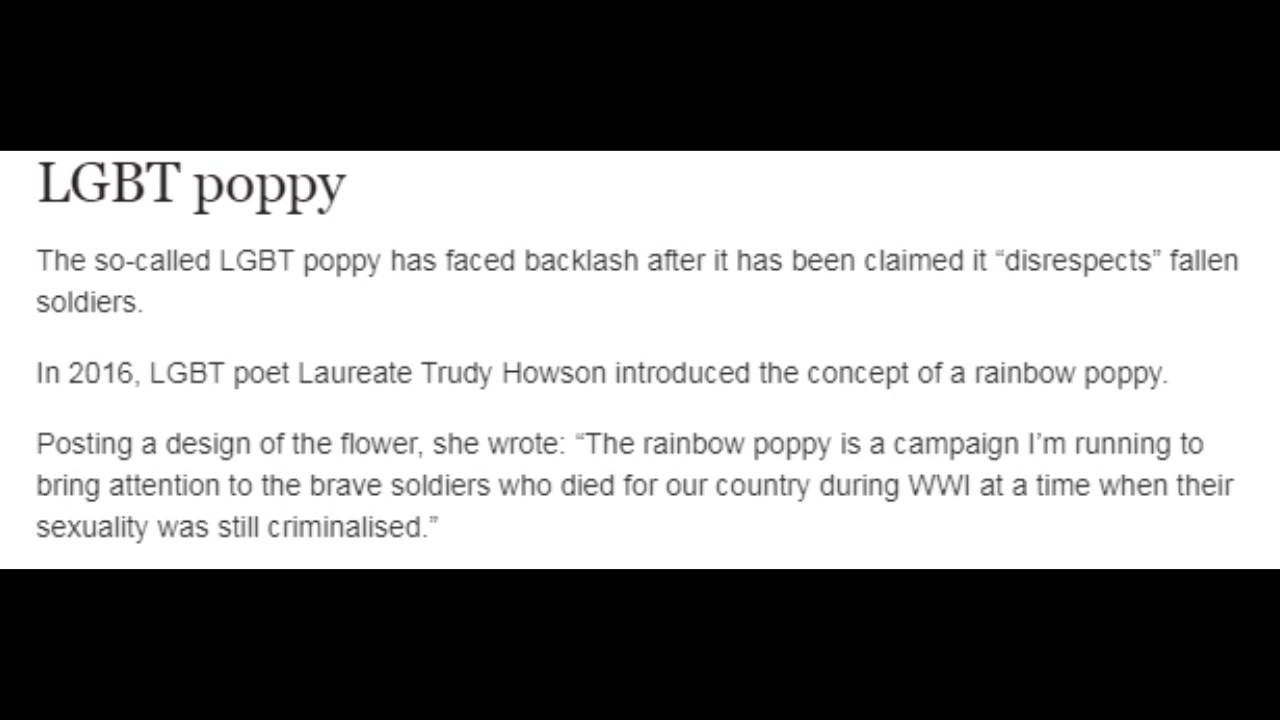 LGBT poppy
The so-called LGBT poppy has faced backlash after it has been claimed it “disrespects” fallen
soldiers.
In 2016, LGBT poet Laureate Trudy Howson introduced the concept of a rainbow poppy.
Posting a design of the flower, she wrote: “The rainbow poppy is a campaign I’m running to
bring attention to the brave soldiers who died for our country during WWI at a time when their
sexuality was still criminalised.”